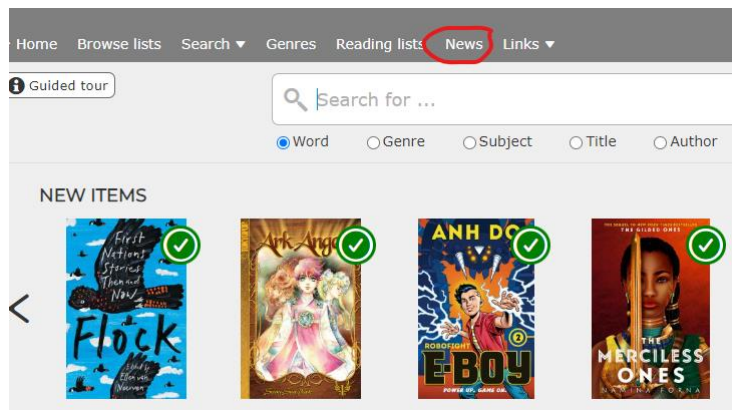 Home Browse lists Search ▼ Genres Reading lists News Links ▼
Guided tour
Search for ...
Word Genre Subject Title Author
NEW ITEMS
First
Nations
Stories
Then and
Now
Flock
Ark Ange
ANH DO
ROBOFIGHT 2
E-BOY
POWER UP. GAME ON.
THE GILDED ONES
THE
MERCILESS
ONES
NAMINA FORNA